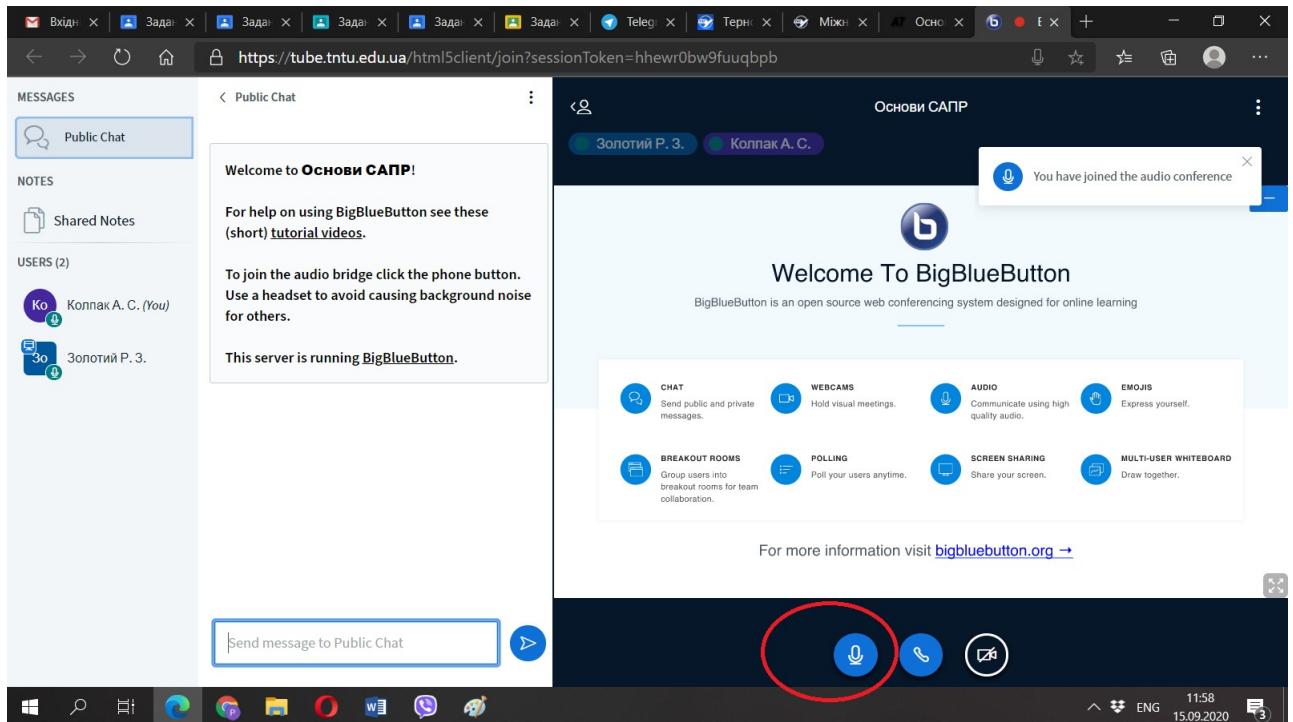 Вхідн
Задан
Задан
Задан
Задан
Задан
Telegr
Терно
Міжн
Осно
https://tube.tntu.edu.ua/html5client/join?sessionToken=hhewr0bw9fuuqbpb
MESSAGES
Public Chat
NOTES
Shared Notes
USERS (2)
Ко
Колпак А. С. (You)
Зо
Золотий Р. З.
Public Chat
Welcome to Основи САПР!
For help on using BigBlueButton see these
(short) tutorial videos.
To join the audio bridge click the phone button.
Use a headset to avoid causing background noise
for others.
This server is running BigBlueButton.
Send message to Public Chat
Основи САПР
Золотий Р. З.
Колпак А. С.
You have joined the audio conference
Welcome To BigBlueButton
BigBlueButton is an open source web conferencing system designed for online learning
CHAT
Send public and private
messages.
WEBCAMS
Hold visual meetings.
AUDIO
Communicate using high
quality audio.
EMOJIS
Express yourself.
BREAKOUT ROOMS
Group users into
breakout rooms for team
collaboration.
POLLING
Poll your users anytime.
SCREEN SHARING
Share your screen.
MULTI-USER WHITEBOARD
Draw together.
For more information visit bigbluebutton.org →
ENG
11:58
15.09.2020
3